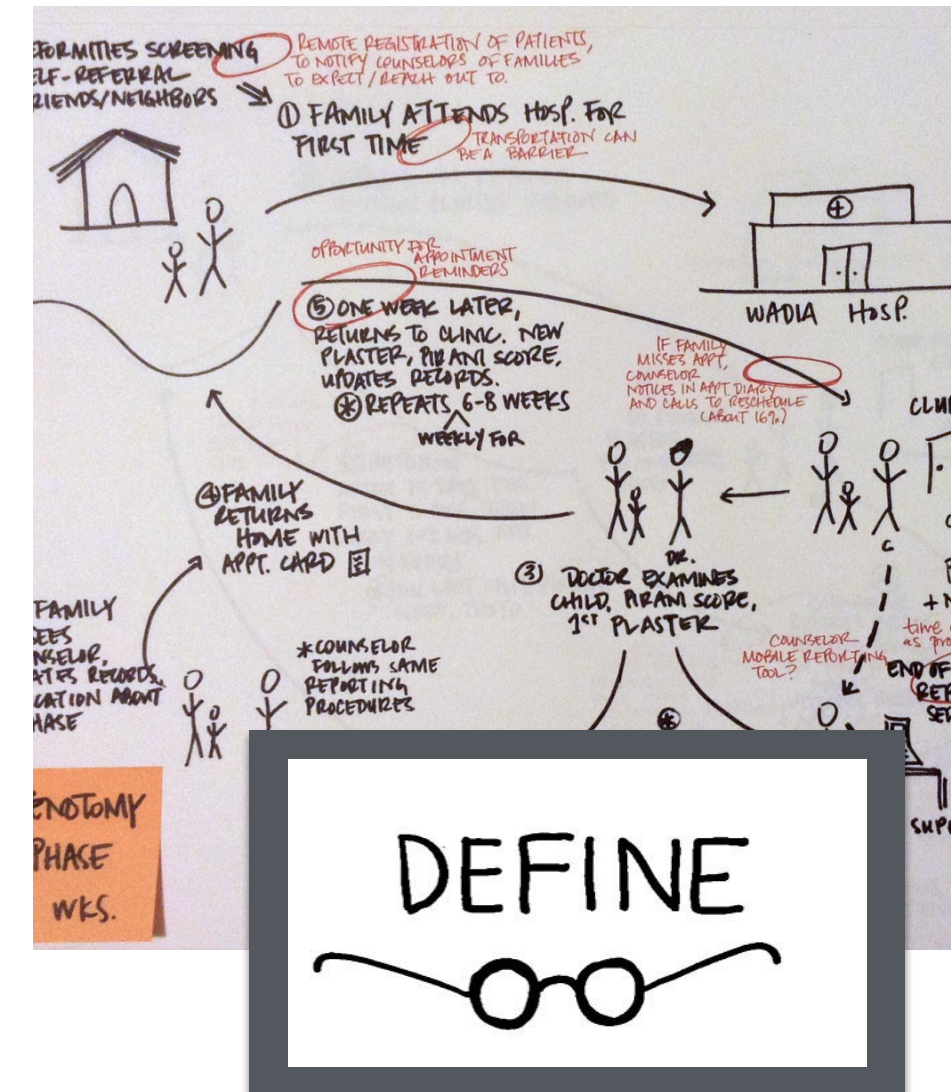 FORMITIES SCREENING
ELF-REFERRAL
RIENDS/NEIGHBORS
REMOTE REGISTRATION OF PATIENTS,
TO NOTIFY COUNSELORS OF FAMILIES
TO EXPECT/REACH OUT TO.
① FAMILY ATTENDS HOSP. FOR
FIRST TIME
TRANSPORTATION CAN
BE A BARRIER
WADIA HOSP.
OPPORTUNITY FOR
APPOINTMENT
REMINDERS
⑤ ONE WEEK LATER,
RETURNS TO CLINIC. NEW
PLASTER, PIRANI SCORE,
UPDATES RECORDS.
* REPEATS 6-8 WEEKS
WEEKLY FOR
IF FAMILY
MISSES APPT,
COUNSELOR
NOTICES IN APPT DIARY
AND CALLS TO RESCHEDULE
(ABOUT 16%)
④ FAMILY
RETURNS
HOME WITH
APPT. CARD
DR.
③ DOCTOR EXAMINES
CHILD, PIRANI SCORE,
1ST PLASTER
C
+
time
as pro
COUNSELOR
MOBILE REPORTING
TOOL?
END OF
FAMILY
EES
NSELOR,
ATES RECORDS,
CATION ABOUT
HASE
*COUNSELOR
FOLLOWS SAME
REPORTING
PROCEDURES
*
ENOTOMY
PHASE
WKS.
DEFINE